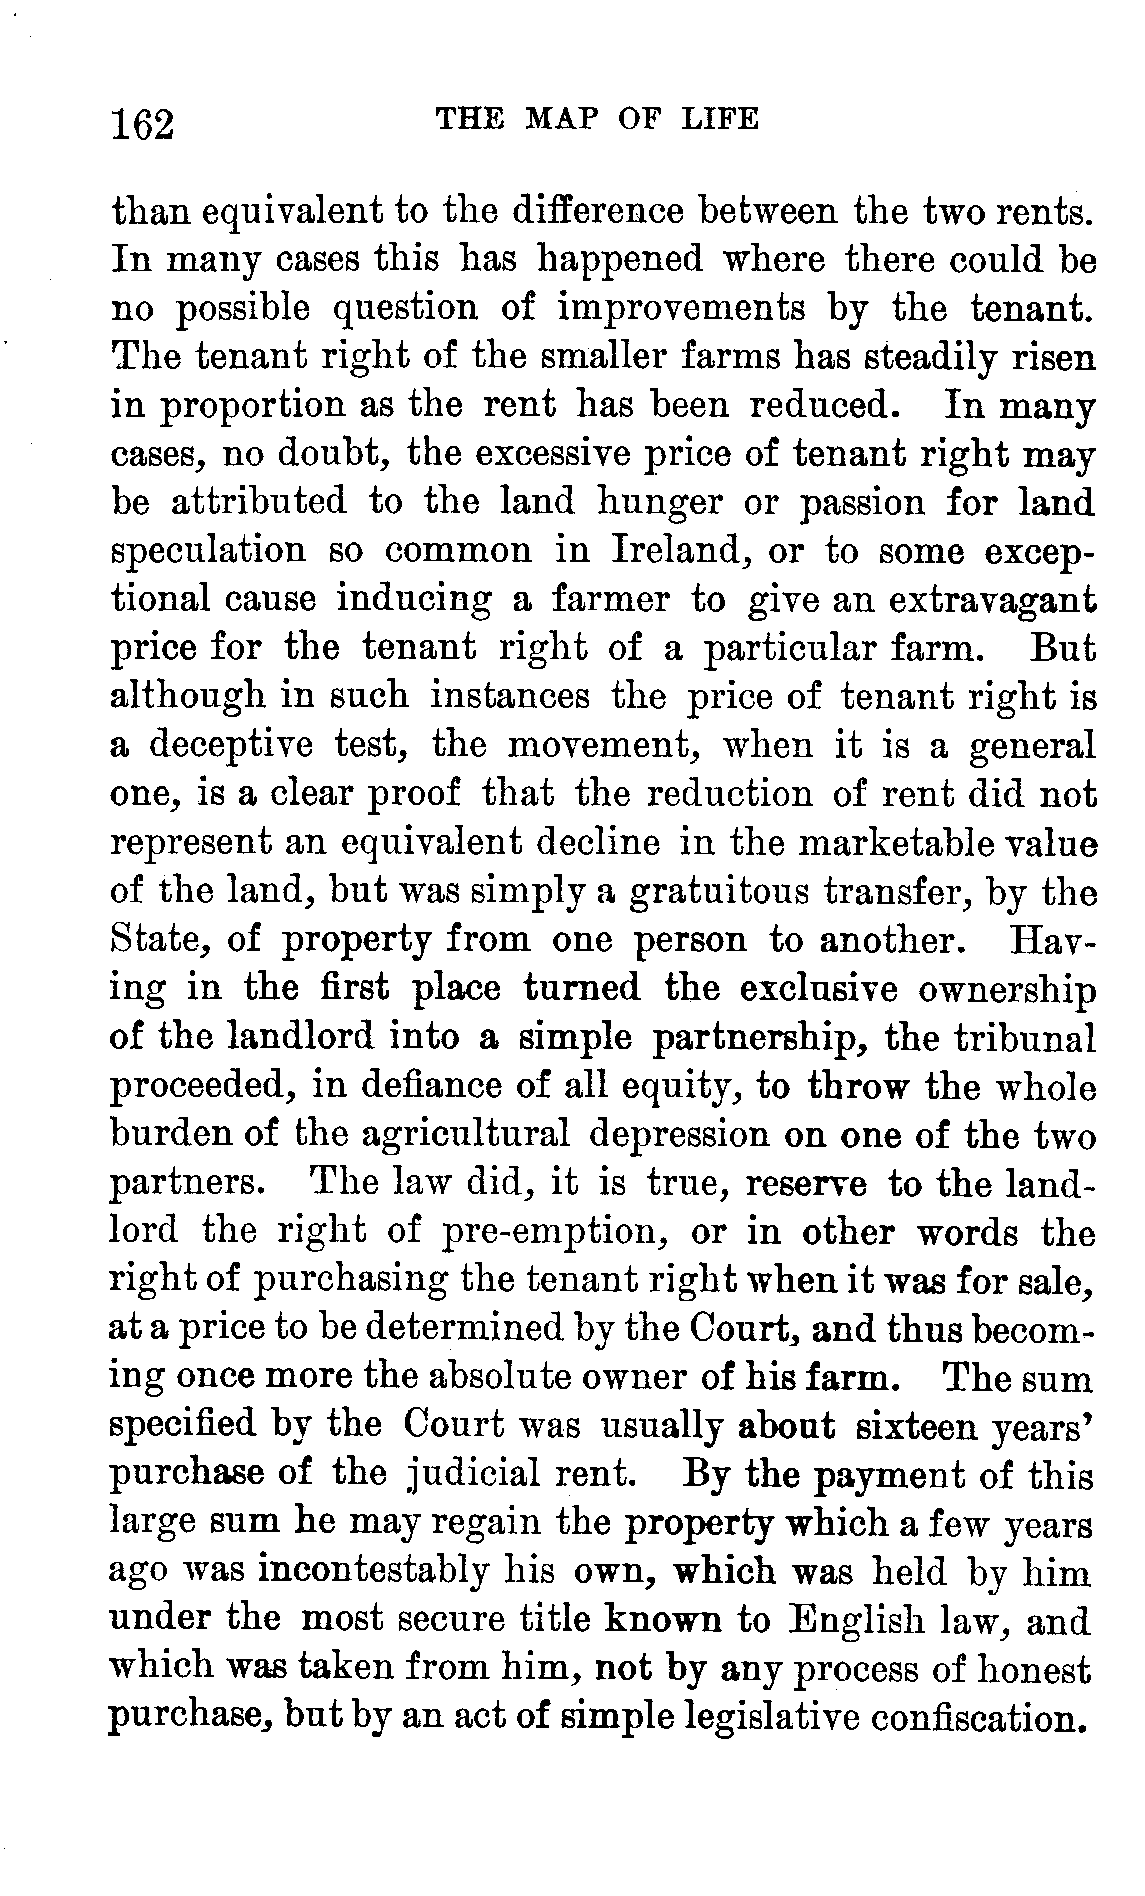 162 THE MAP OF LIFE
than equivalent to the difference between the two rents.
In many cases this has happened where there could be
no possible question of improvements by the tenant.
The tenant right of the smaller farms has steadily risen
in proportion as the rent has been reduced. In many
cases, no doubt, the excessive price of tenant right may
be attributed to the land hunger or passion for land
speculation so common in Ireland, or to some excep-
tional cause inducing a farmer to give an extravagant
price for the tenant right of a particular farm. But
although in such instances the price of tenant right is
a deceptive test, the movement, when it is a general
one, is a clear proof that the reduction of rent did not
represent an equivalent decline in the marketable value
of the land, but was simply a gratuitous transfer, by the
State, of property from one person to another. Hav-
ing in the first place turned the exclusive ownership
of the landlord into a simple partnership, the tribunal
proceeded, in defiance of all equity, to throw the whole
burden of the agricultural depression on one of the two
partners. The law did, it is true, reserve to the land-
lord the right of pre-emption, or in other words the
right of purchasing the tenant right when it was for sale,
at a price to be determined by the Court, and thus becom-
ing once more the absolute owner of his farm. The sum
specified by the Court was usually about sixteen years'
purchase of the judicial rent. By the payment of this
large sum he may regain the property which a few years
ago was incontestably his own, which was held by him
under the most secure title known to English law, and
which was taken from him, not by any process of honest
purchase, but by an act of simple legislative confiscation.